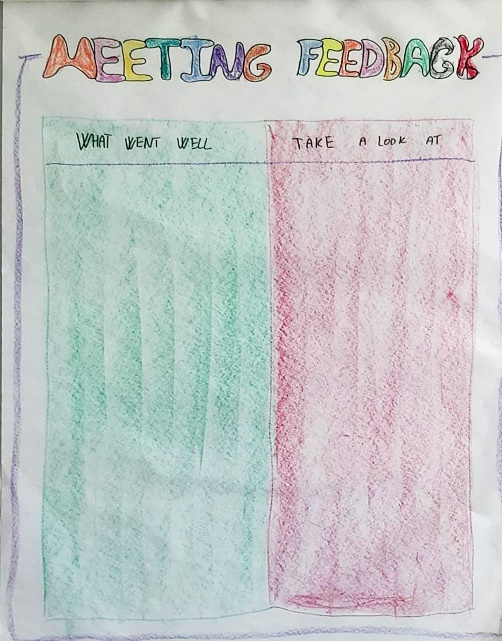 MEETING FEEDBACK
WHAT WENT WELL
TAKE A LOOK AT